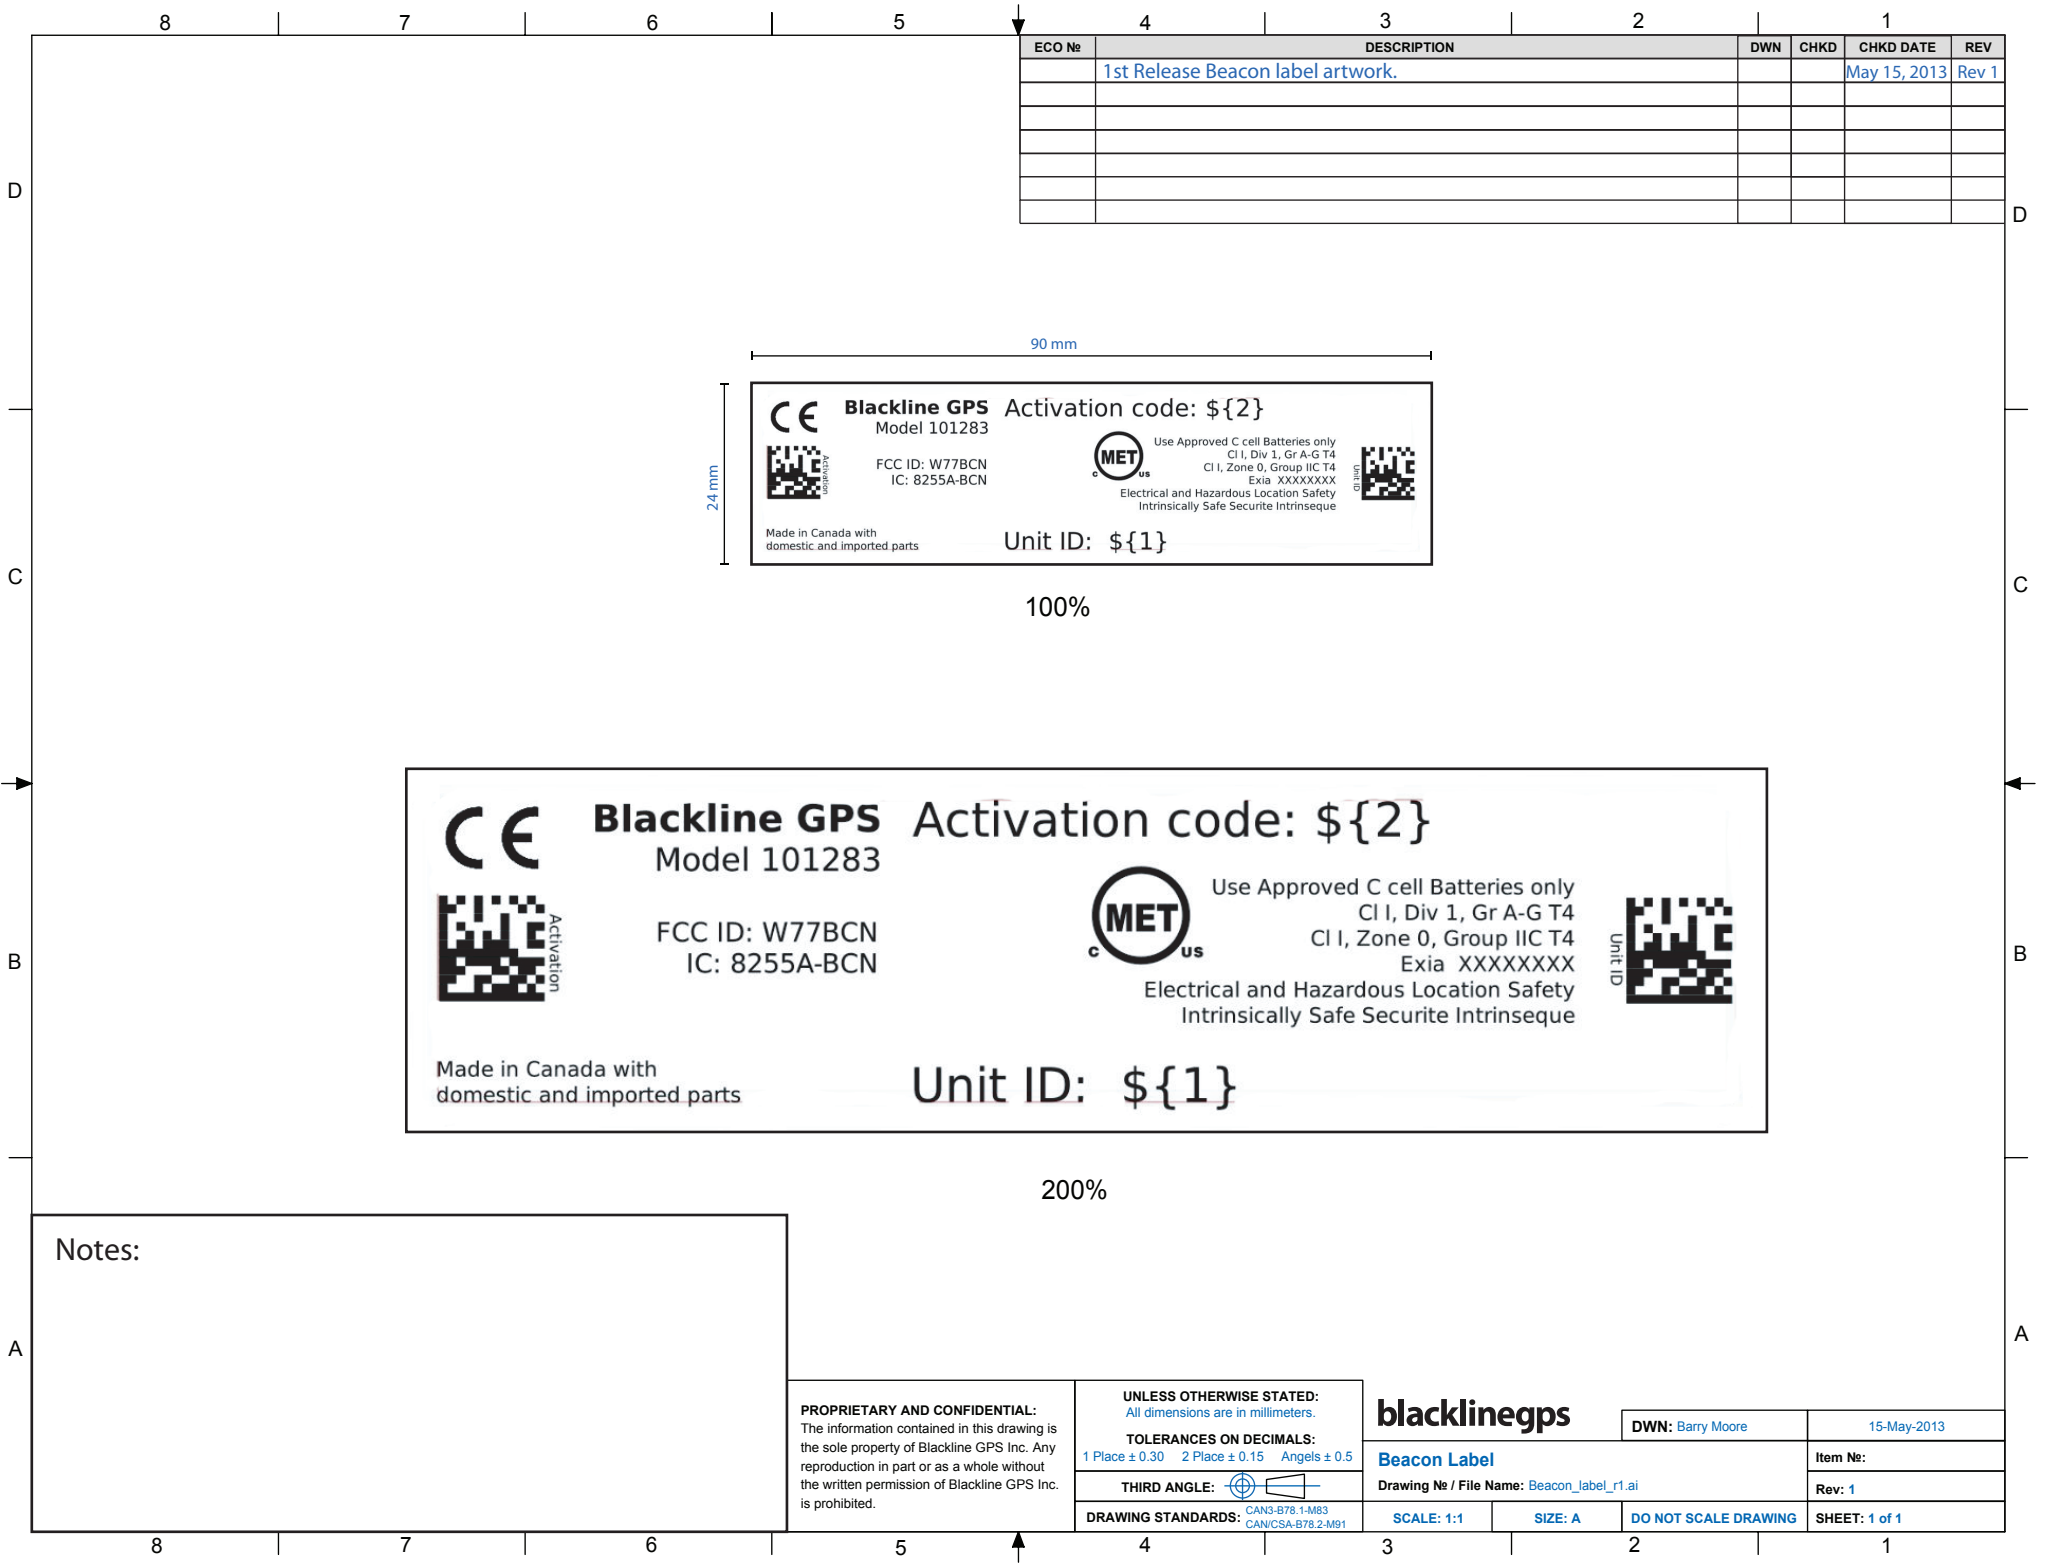 8 7 6 5 4 3 2 1
ECO № DESCRIPTION DWN CHKD CHKD DATE REV
1st Release Beacon label artwork. May 15, 2013 Rev 1
D
D
90 mm
24 mm
CE
Blackline GPS Activation code: ${2}
Model 101283
Activation
FCC ID: W77BCN
IC: 8255A-BCN
MET
C US
Use Approved C cell Batteries only
Cl I, Div 1, Gr A-G T4
Cl I, Zone 0, Group IIC T4
Exia XXXXXXXX
Electrical and Hazardous Location Safety
Intrinsically Safe Securite Intrinseque
Unit ID
Made in Canada with
domestic and imported parts
Unit ID: ${1}
C
C
100%
CE
Blackline GPS Activation code: ${2}
Model 101283
Activation
FCC ID: W77BCN
IC: 8255A-BCN
MET
C US
Use Approved C cell Batteries only
Cl I, Div 1, Gr A-G T4
Cl I, Zone 0, Group IIC T4
Exia XXXXXXXX
Electrical and Hazardous Location Safety
Intrinsically Safe Securite Intrinseque
Unit ID
Made in Canada with
domestic and imported parts
Unit ID: ${1}
B
B
200%
Notes:
A
A
PROPRIETARY AND CONFIDENTIAL:
The information contained in this drawing is
the sole property of Blackline GPS Inc. Any
reproduction in part or as a whole without
the written permission of Blackline GPS Inc.
is prohibited.
UNLESS OTHERWISE STATED:
All dimensions are in millimeters.
TOLERANCES ON DECIMALS:
1 Place ± 0.30 2 Place ± 0.15 Angels ± 0.5
THIRD ANGLE:
DRAWING STANDARDS: CAN3-B78.1-M83
CAN/CSA-B78.2-M91
blacklinegps
DWN: Barry Moore 15-May-2013
Beacon Label
Item №:
Drawing № / File Name: Beacon_label_r1.ai
Rev: 1
SCALE: 1:1 SIZE: A DO NOT SCALE DRAWING SHEET: 1 of 1
8 7 6 5 4 3 2 1